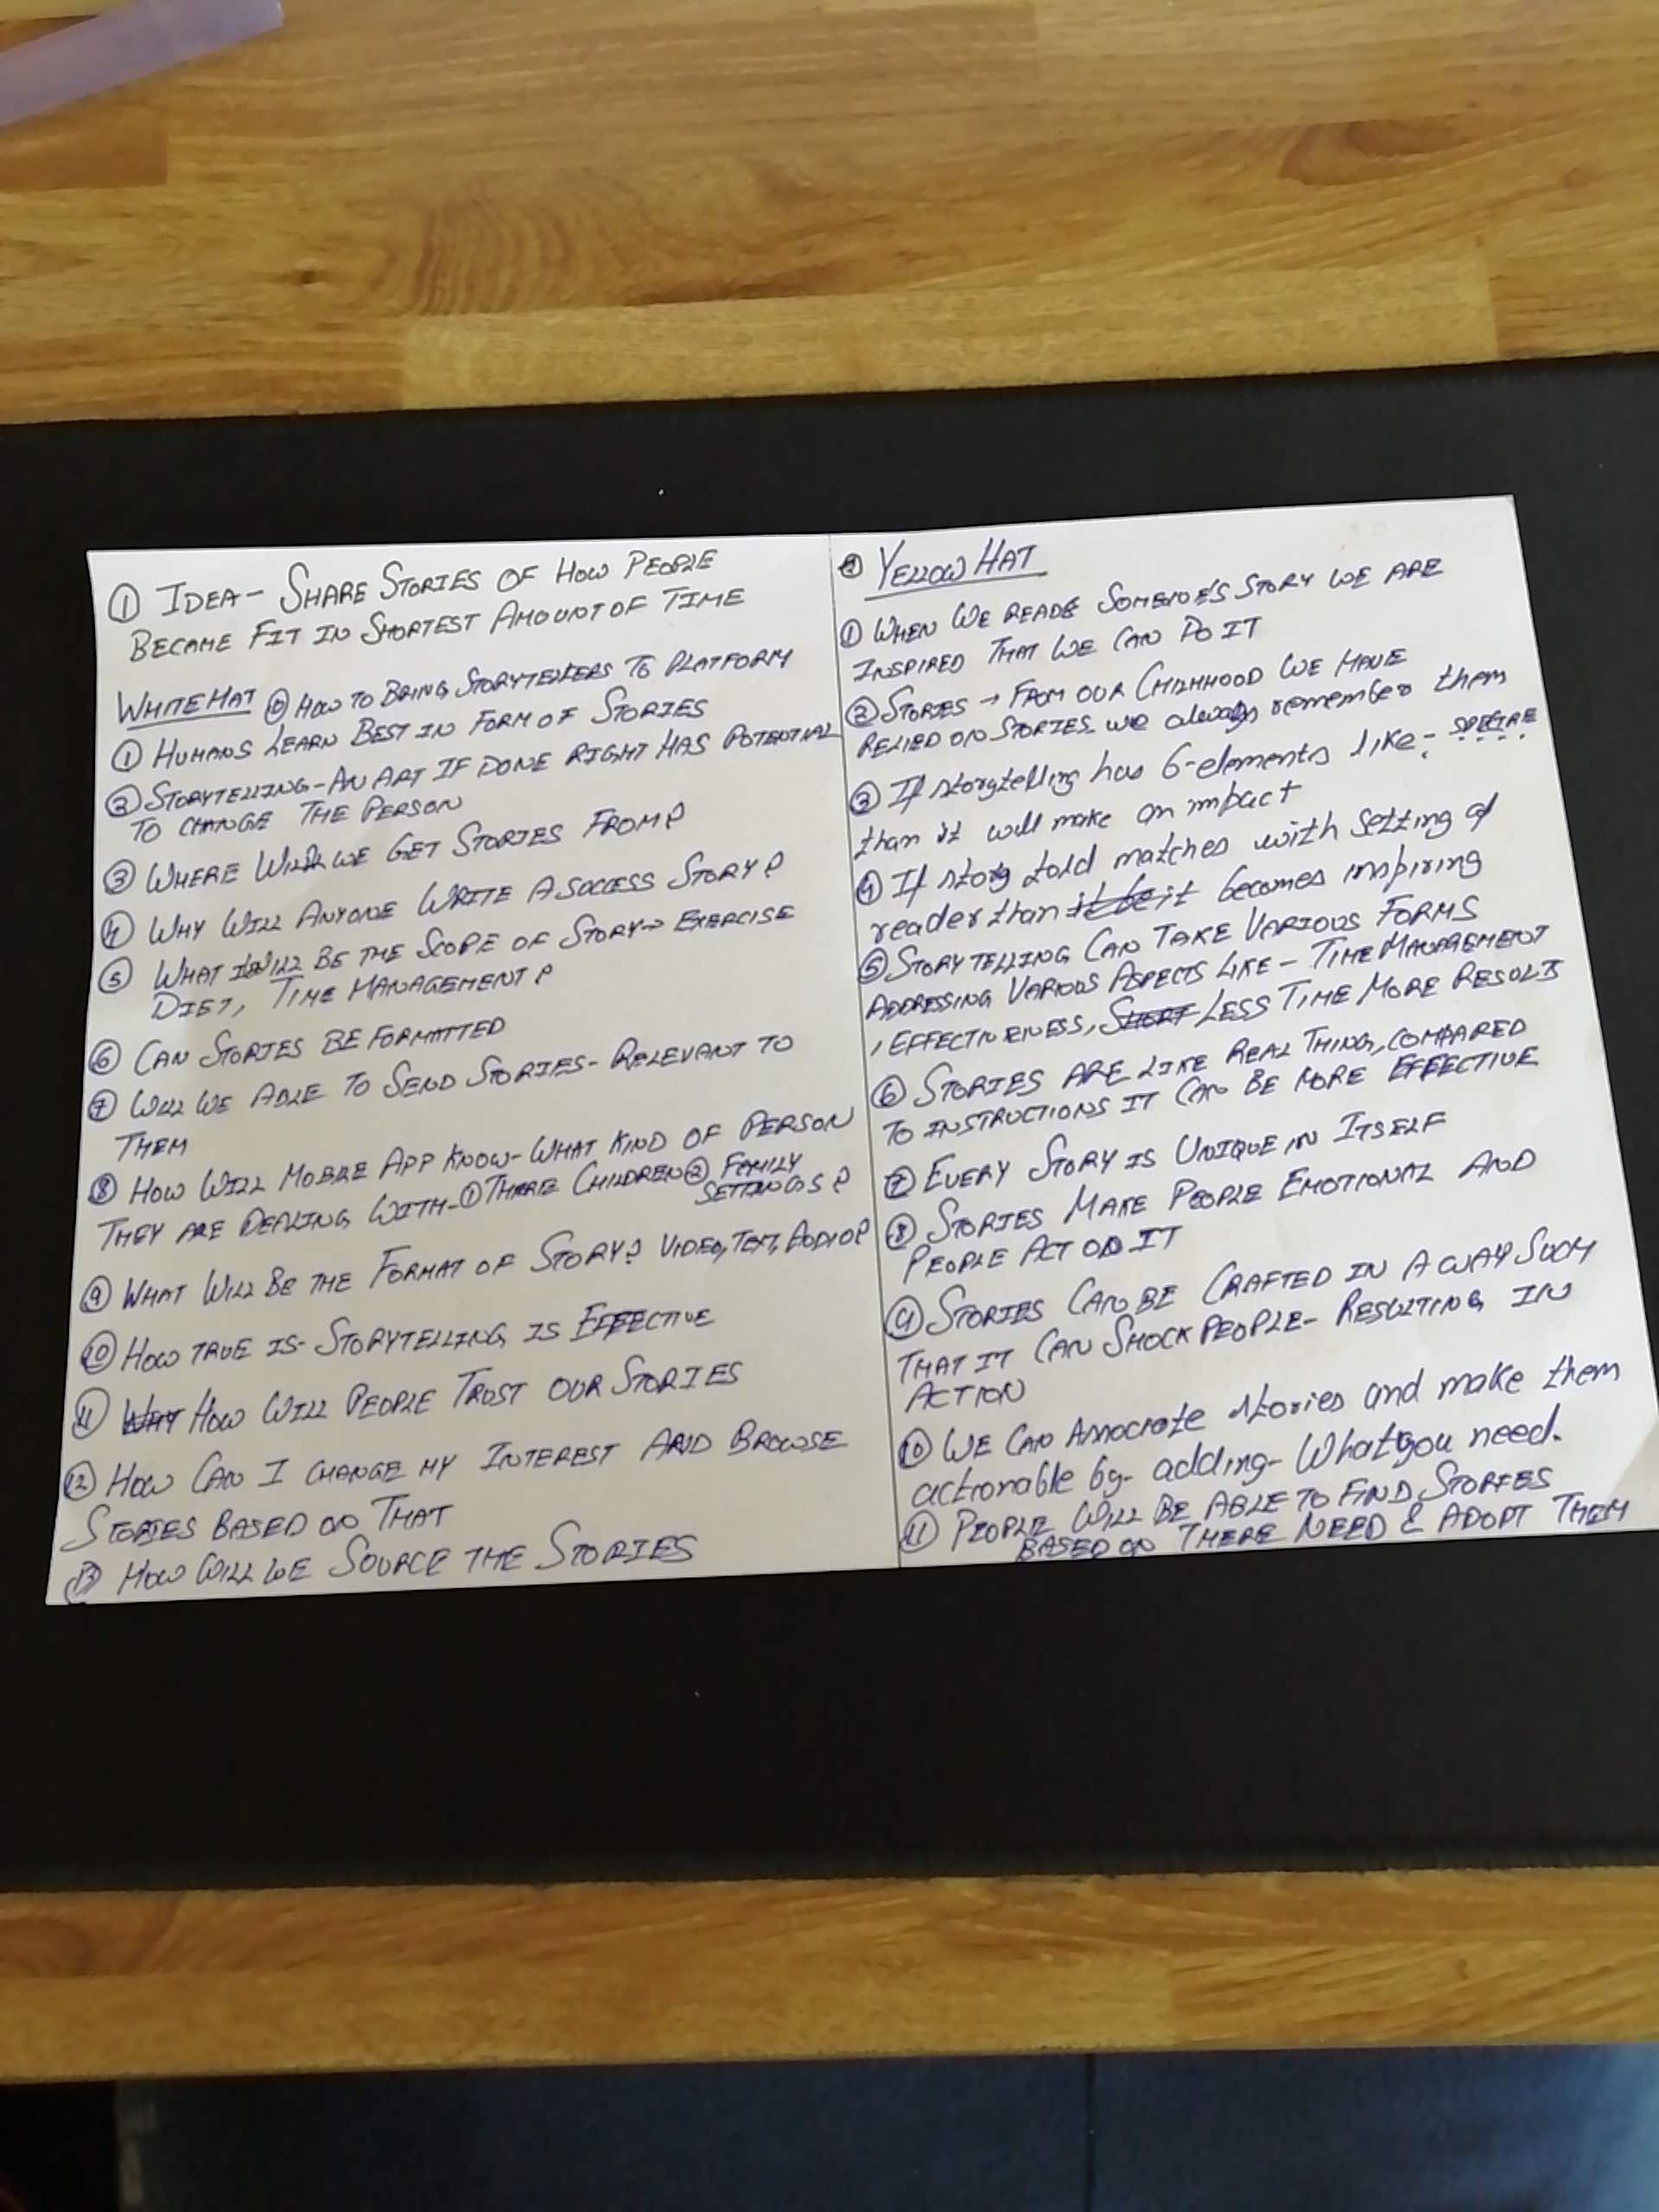 ① IDEA - SHARE STORIES OF HOW PEOPLE
BECAME FIT IN SHORTEST AMOUNT OF TIME
WHITE HAT ⓪ HOW TO BRING STORYTELLERS TO PLATFORM
① HUMANS LEARN BEST IN FORM OF STORIES
② STORYTELLING - AN ART IF DONE RIGHT HAS POTENTIAL
TO CHANGE THE PERSON
③ WHERE WILL WE GET STORIES FROM?
④ WHY WILL ANYONE WRITE A SUCCESS STORY?
⑤ WHAT WILL BE THE SCOPE OF STORY → EXERCISE
DIET, TIME MANAGEMENT?
⑥ CAN STORIES BE FORMATTED
⑦ WILL WE ABLE TO SEND STORIES - RELEVANT TO
THEM
⑧ HOW WILL MOBILE APP KNOW - WHAT KIND OF PERSON
THEY ARE DEALING WITH - ① THERE CHILDREN ② FAMILY
SETTINGS?
⑨ WHAT WILL BE THE FORMAT OF STORY? VIDEO, TEXT, AUDIO?
⑩ HOW TRUE IS - STORYTELLING IS EFFECTIVE
⑪ WHY HOW WILL PEOPLE TRUST OUR STORIES
⑫ HOW CAN I CHANGE MY INTEREST AND BROWSE
STORIES BASED ON THAT
⑬ HOW WILL WE SOURCE THE STORIES
YELLOW HAT
① WHEN WE READ SOMEONE'S STORY WE ARE
INSPIRED THAT WE CAN DO IT
② STORIES → FROM OUR CHILHHOOD WE HAVE
RELIED ON STORIES. we always remember them
③ If storytelling has 6-elements like:-
than it will make an impact
④ If story told matches with setting of
reader than it be it becomes inspiring
⑤ STORYTELLING CAN TAKE VARIOUS FORMS
ADDRESSING VARIOUS ASPECTS LIKE - TIME MANAGEMENT
, EFFECTIVENESS, SHORT LESS TIME MORE RESULTS
⑥ STORIES ARE LIKE REAL THING, COMPARED
TO INSTRUCTIONS IT CAN BE MORE EFFECTIVE
⑦ EVERY STORY IS UNIQUE IN ITSELF
⑧ STORIES MAKE PEOPLE EMOTIONAL AND
PEOPLE ACT ON IT
⑨ STORIES CAN BE CRAFTED IN A WAY SUCH
THAT IT CAN SHOCK PEOPLE - RESULTING IN
ACTION
⑩ WE CAN Associate stories and make them
actionable by - adding - What you need.
⑪ PEOPLE WILL BE ABLE TO FIND STORIES
BASED ON THERE NEED & ADOPT THEM